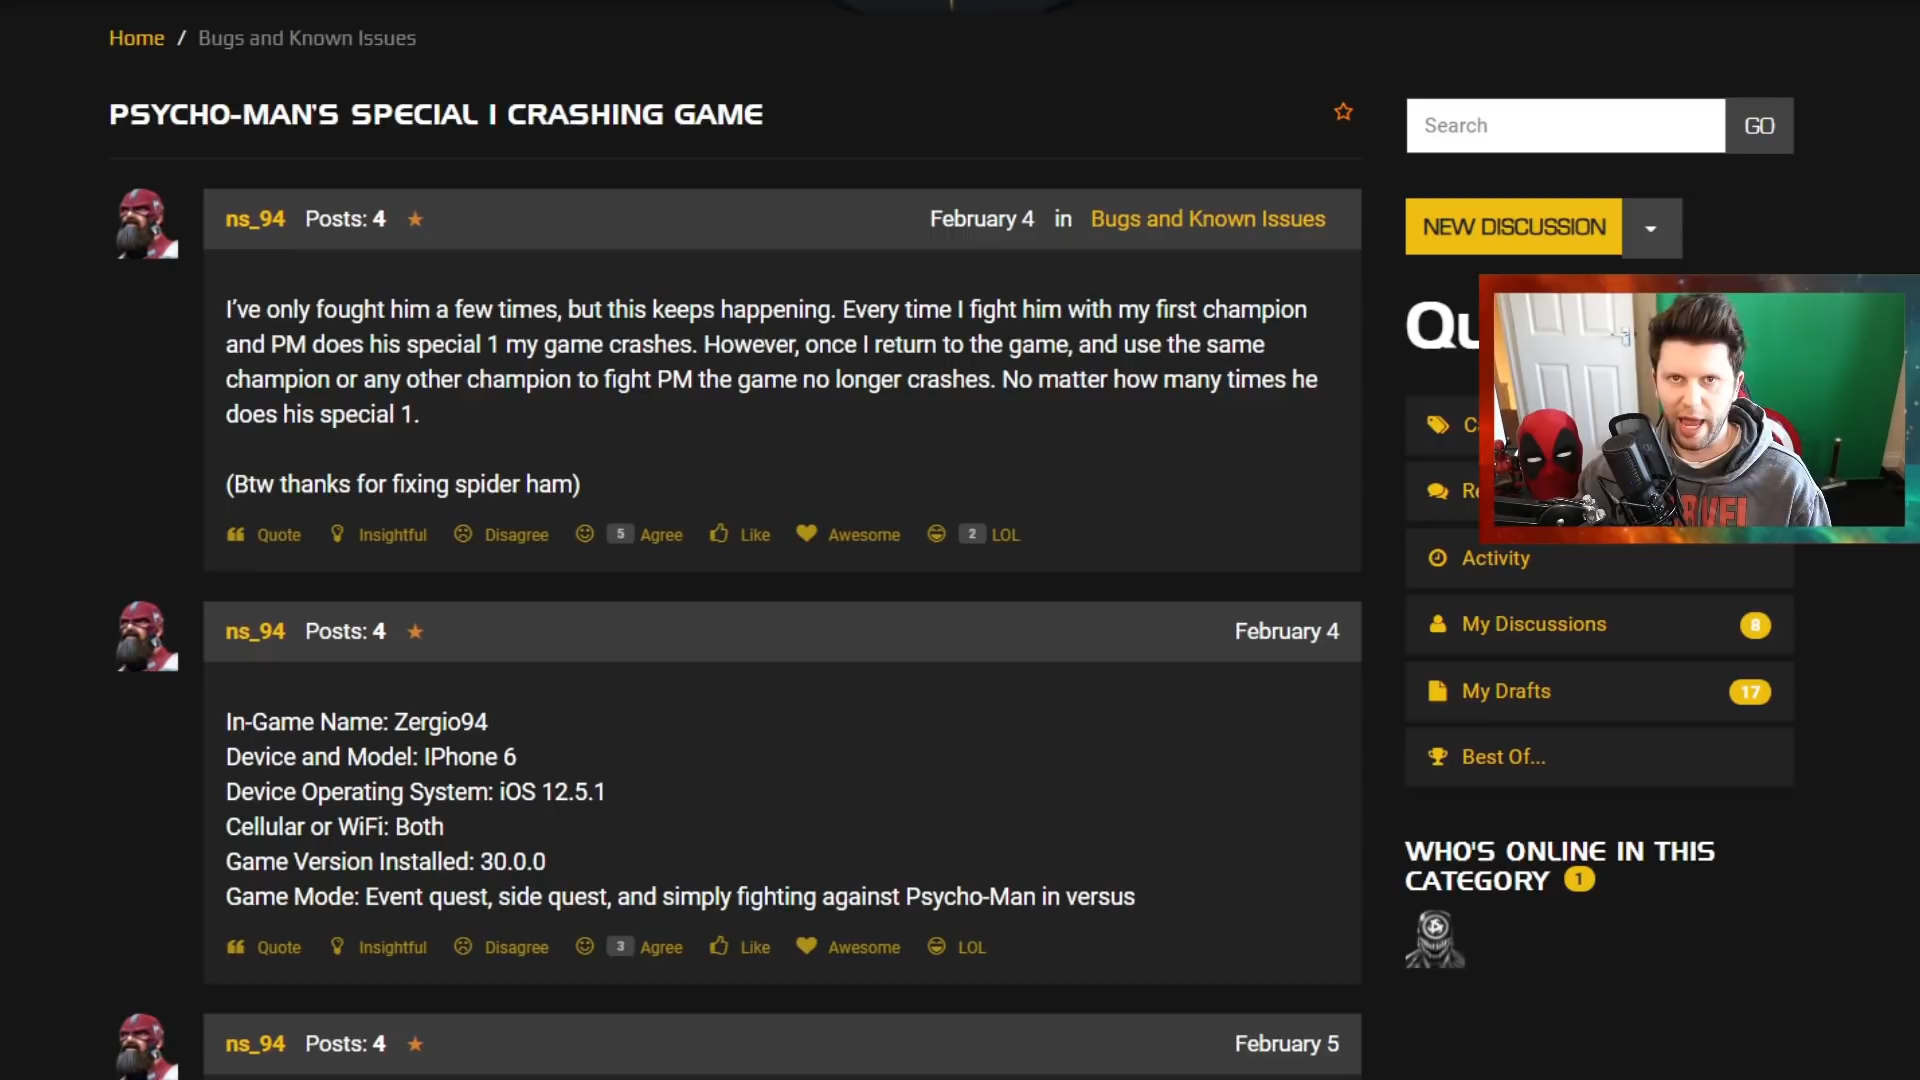 Home / Bugs and Known Issues
PSYCHO-MAN'S SPECIAL I CRASHING GAME
Search
GO
ns_94 Posts: 4
February 4 in Bugs and Known Issues
NEW DISCUSSION
I've only fought him a few times, but this keeps happening. Every time I fight him with my first champion
and PM does his special 1 my game crashes. However, once I return to the game, and use the same
champion or any other champion to fight PM the game no longer crashes. No matter how many times he
does his special 1.
(Btw thanks for fixing spider ham)
Quote Insightful Disagree 5 Agree Like Awesome 2 LOL
Activity
My Discussions 8
My Drafts 17
Best Of...
WHO'S ONLINE IN THIS
CATEGORY 1
ns_94 Posts: 4
February 4
In-Game Name: Zergio94
Device and Model: IPhone 6
Device Operating System: iOS 12.5.1
Cellular or WiFi: Both
Game Version Installed: 30.0.0
Game Mode: Event quest, side quest, and simply fighting against Psycho-Man in versus
Quote Insightful Disagree 3 Agree Like Awesome LOL
ns_94 Posts: 4
February 5